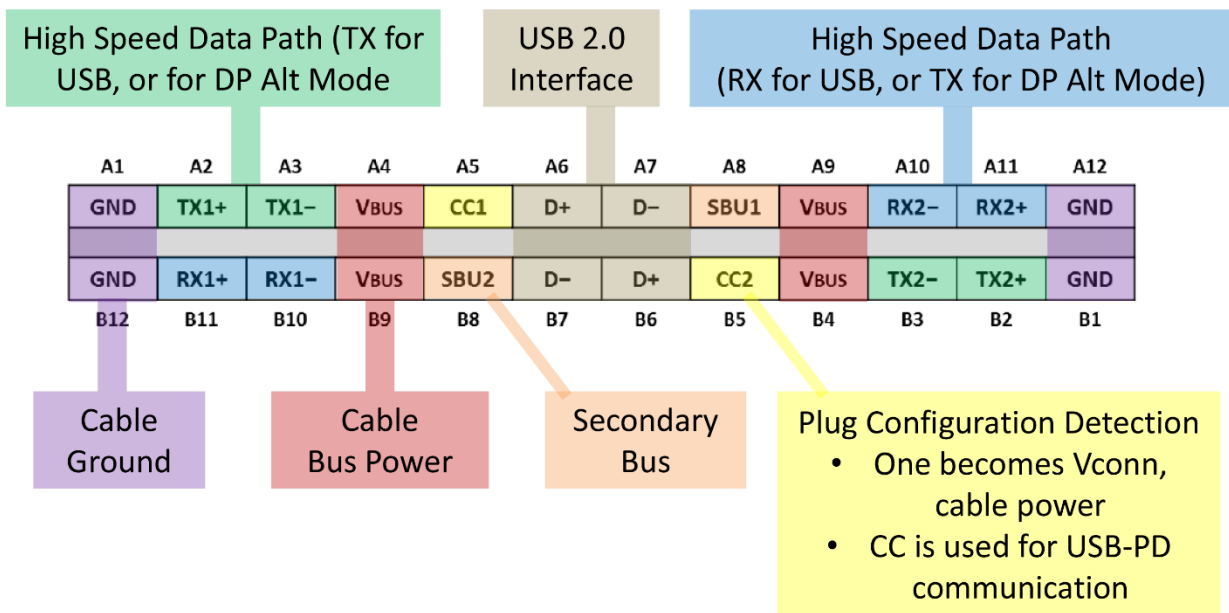 High Speed Data Path (TX for
USB, or for DP Alt Mode
USB 2.0
Interface
High Speed Data Path
(RX for USB, or TX for DP Alt Mode)
A1 A2 A3 A4 A5 A6 A7 A8 A9 A10 A11 A12
GND TX1+ TX1− VBUS CC1 D+ D− SBU1 VBUS RX2− RX2+ GND
GND RX1+ RX1− VBUS SBU2 D− D+ CC2 VBUS TX2− TX2+ GND
B12 B11 B10 B9 B8 B7 B6 B5 B4 B3 B2 B1
Cable
Ground
Cable
Bus Power
Secondary
Bus
Plug Configuration Detection
• One becomes Vconn,
cable power
• CC is used for USB-PD
communication